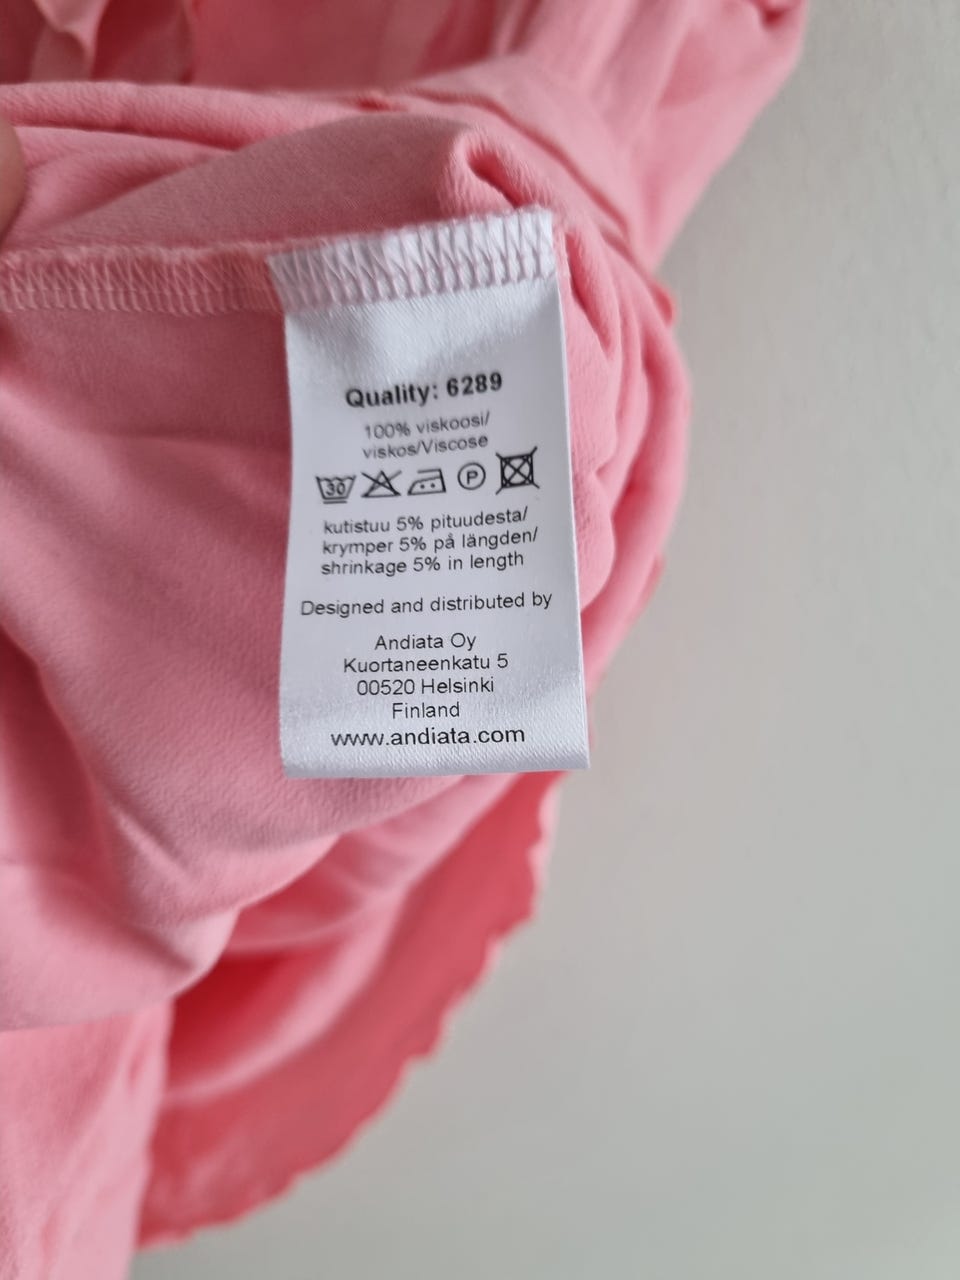 Quality: 6289
100% viskoosi/
viskos/Viscose
30 P
kutistuu 5% pituudesta/
krymper 5% på längden/
shrinkage 5% in length
Designed and distributed by
Andiata Oy
Kuortaneenkatu 5
00520 Helsinki
Finland
www.andiata.com